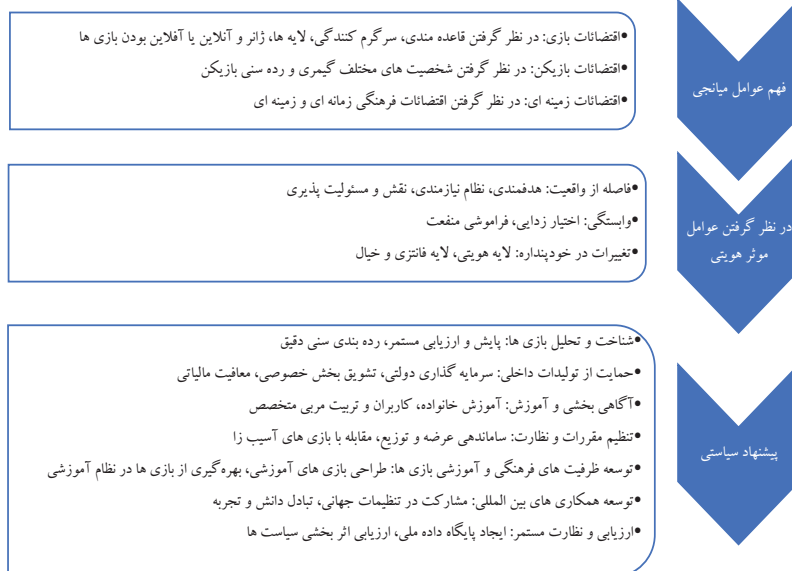 فهم عوامل میانجی
•اقتضائات بازی: در نظر گرفتن قاعده مندی، سرگرم کنندگی، لایه ها، ژانر و آنلاین یا آفلاین بودن بازی ها
•اقتضائات بازیکن: در نظر گرفتن شخصیت های مختلف گیمری و رده سنی بازیکن
•اقتضائات زمینه ای: در نظر گرفتن اقتضائات فرهنگی زمانه ای و زمینه ای
در نظر گرفتن عوامل
موثر هویتی
•فاصله از واقعیت: هدفمندی، نظام نیازمندی، نقش و مسئولیت پذیری
•وابستگی: اختیار زدایی، فراموشی منفعت
•تغییرات در خودپنداره: لایه هویتی، لایه فانتزی و خیال
پیشنهاد سیاستی
•شناخت و تحلیل بازی ها: پایش و ارزیابی مستمر، رده بندی سنی دقیق
•حمایت از تولیدات داخلی: سرمایه گذاری دولتی، تشویق بخش خصوصی، معافیت مالیاتی
•آگاهی بخشی و آموزش: آموزش خانواده، کاربران و تربیت مربی متخصص
•تنظیم مقررات و نظارت: ساماندهی عرضه و توزیع، مقابله با بازی های آسیب زا
•توسعه ظرفیت های فرهنگی و آموزشی بازی ها: طراحی بازی های آموزشی، بهره گیری از بازی ها در نظام آموزشی
•توسعه همکاری های بین المللی: مشارکت در تنظیمات جهانی، تبادل دانش و تجربه
•ارزیابی و نظارت مستمر: ایجاد پایگاه داده ملی، ارزیابی اثر بخشی سیاست ها